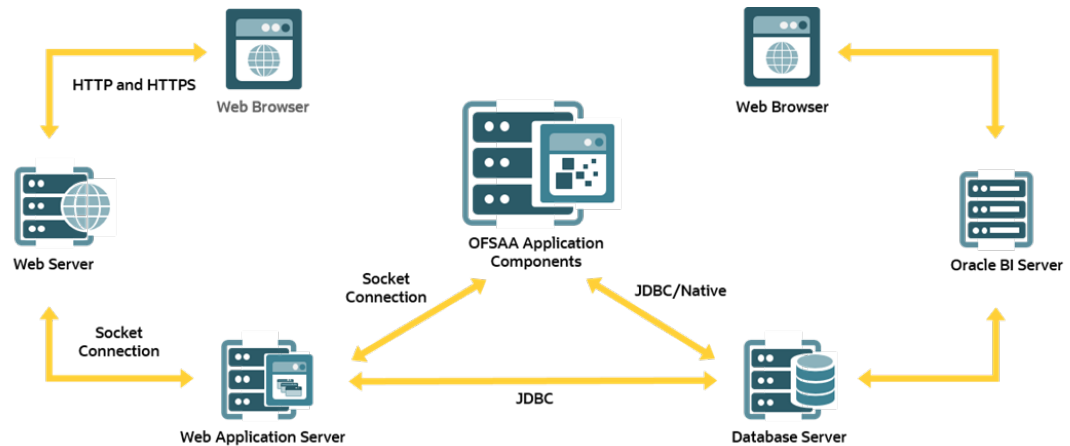 HTTP and HTTPS
Web Browser
Web Browser
Web Server
OFSAA Application
Components
Oracle BI Server
Socket
Connection
JDBC/Native
Socket
Connection
JDBC
Web Application Server
Database Server